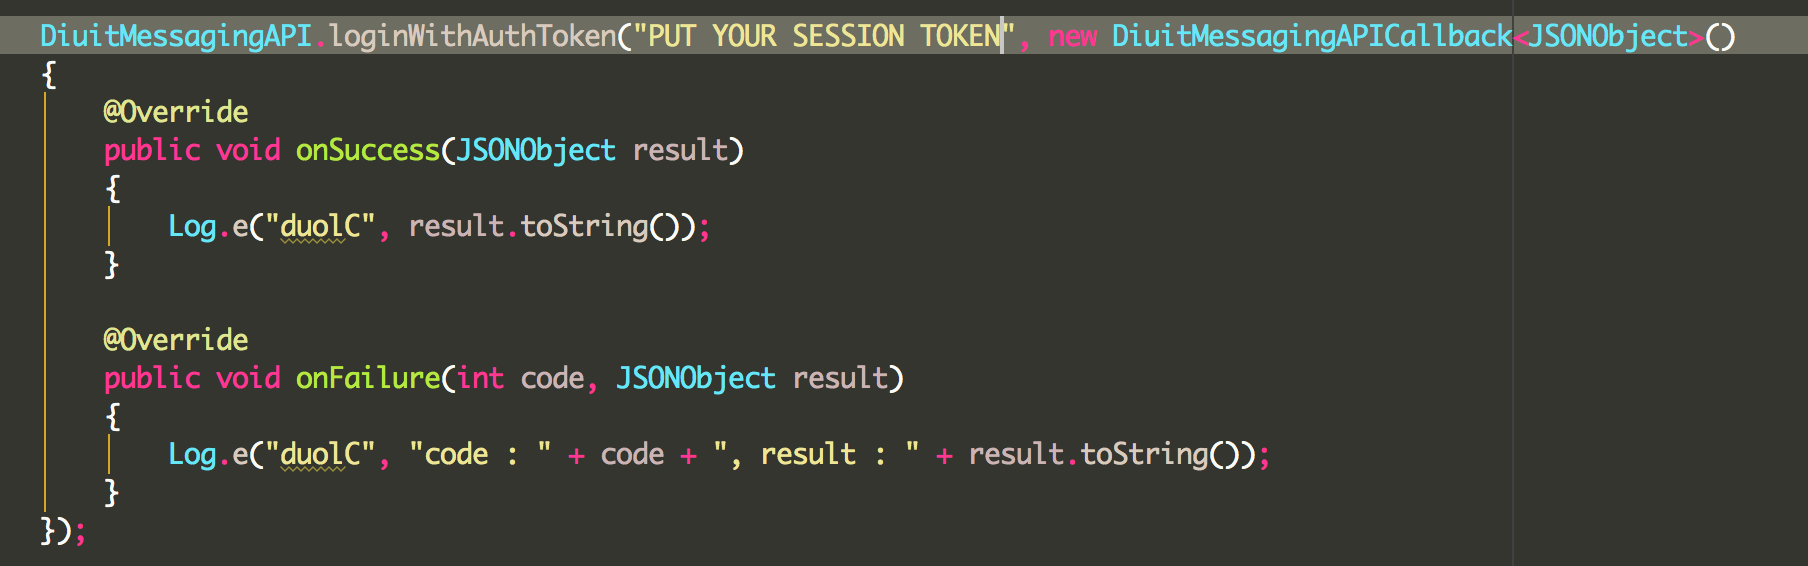 DiuitMessagingAPI.loginWithAuthToken("PUT YOUR SESSION TOKEN", new DiuitMessagingAPICallback<JSONObject>()
{
    @Override
    public void onSuccess(JSONObject result)
    {
        Log.e("duolC", result.toString());
    }

    @Override
    public void onFailure(int code, JSONObject result)
    {
        Log.e("duolC", "code : " + code + ", result : " + result.toString());
    }
});